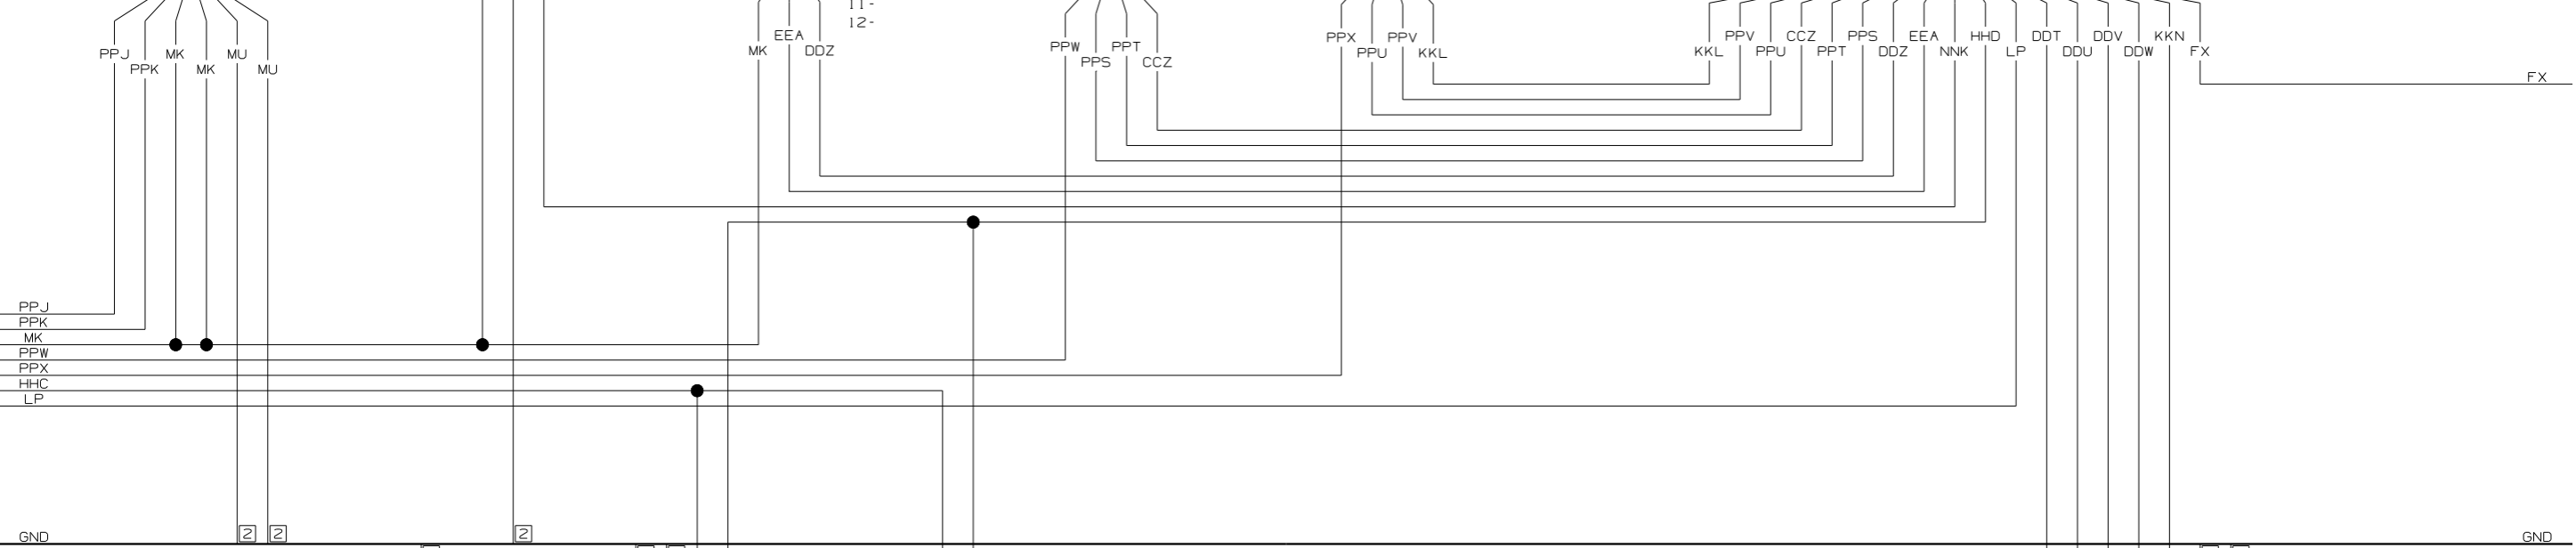 11-
12-
PPJ MK MU
PPK MK MU
MK EEA DDZ
PPW PPT
PPS CCZ
PPX PPV
PPU KKL
PPV CCZ PPS EEA HHD DDT DDV KKN
KKL PPU PPT DDZ NNK LP DDU DDW FX
FX
PPJ
PPK
MK
PPW
PPX
HHC
LP
2 2 2
GND GND